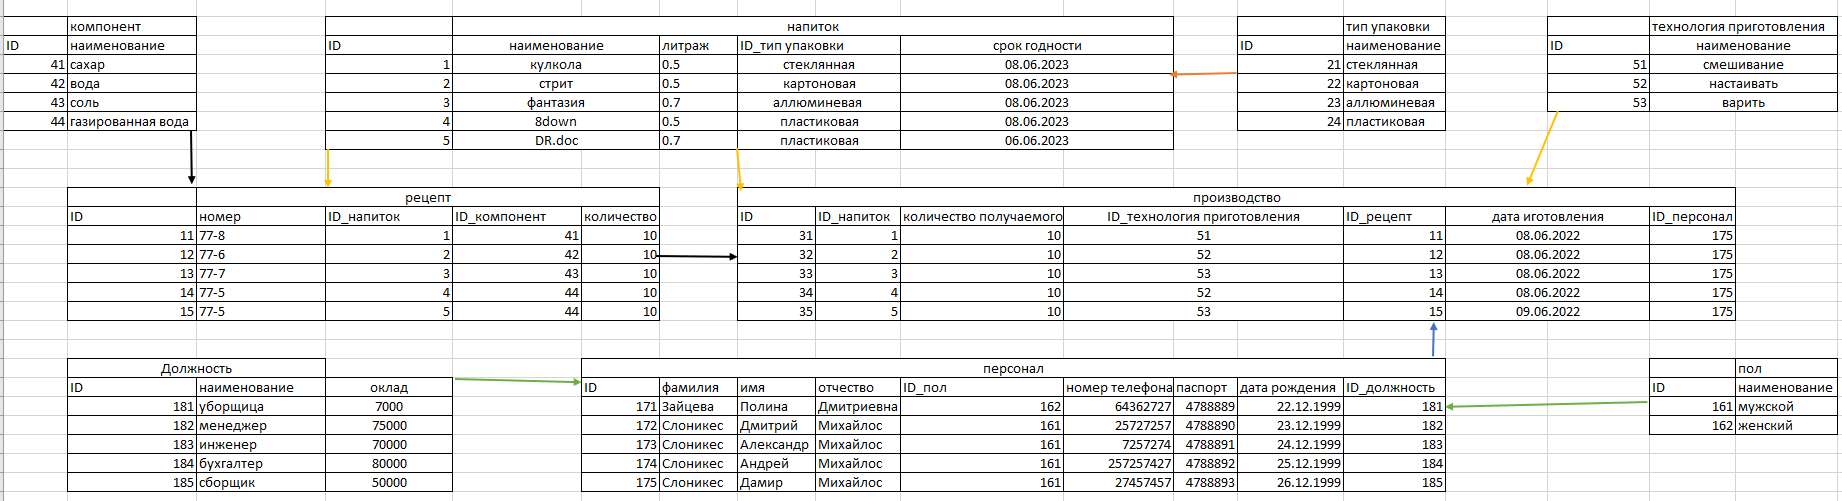 компонент напиток тип упаковки технология приготовления
ID наименование ID наименование литраж ID_тип упаковки срок годности ID наименование ID наименование
41 сахар 1 кулкола 0.5 стеклянная 08.06.2023 21 стеклянная 51 смешивание
42 вода 2 стрит 0.5 картоновая 08.06.2023 22 картоновая 52 настаивать
43 соль 3 фантазия 0.7 аллюминевая 08.06.2023 23 аллюминевая 53 варить
44 газированная вода 4 8down 0.5 пластиковая 08.06.2023 24 пластиковая
5 DR.doc 0.7 пластиковая 06.06.2023
рецепт производство
ID номер ID_напиток ID_компонент количество ID ID_напиток количество получаемого ID_технология приготовления ID_рецепт дата иготовления ID_персонал
11 77-8 1 41 10 31 1 10 51 11 08.06.2022 175
12 77-6 2 42 10 32 2 10 52 12 08.06.2022 175
13 77-7 3 43 10 33 3 10 53 13 08.06.2022 175
14 77-5 4 44 10 34 4 10 52 14 08.06.2022 175
15 77-5 5 44 10 35 5 10 53 15 09.06.2022 175
Должность персонал пол
ID наименование оклад ID фамилия имя отчество ID_пол номер телефона паспорт дата рождения ID_должность ID наименование
181 уборщица 7000 171 Зайцева Полина Дмитриевна 162 64362727 4788889 22.12.1999 181 161 мужской
182 менеджер 75000 172 Слоникес Дмитрий Михайлос 161 25727257 4788890 23.12.1999 182 162 женский
183 инженер 70000 173 Слоникес Александр Михайлос 161 7257274 4788891 24.12.1999 183
184 бухгалтер 80000 174 Слоникес Андрей Михайлос 161 257257427 4788892 25.12.1999 184
185 сборщик 50000 175 Слоникес Дамир Михайлос 161 27457457 4788893 26.12.1999 185